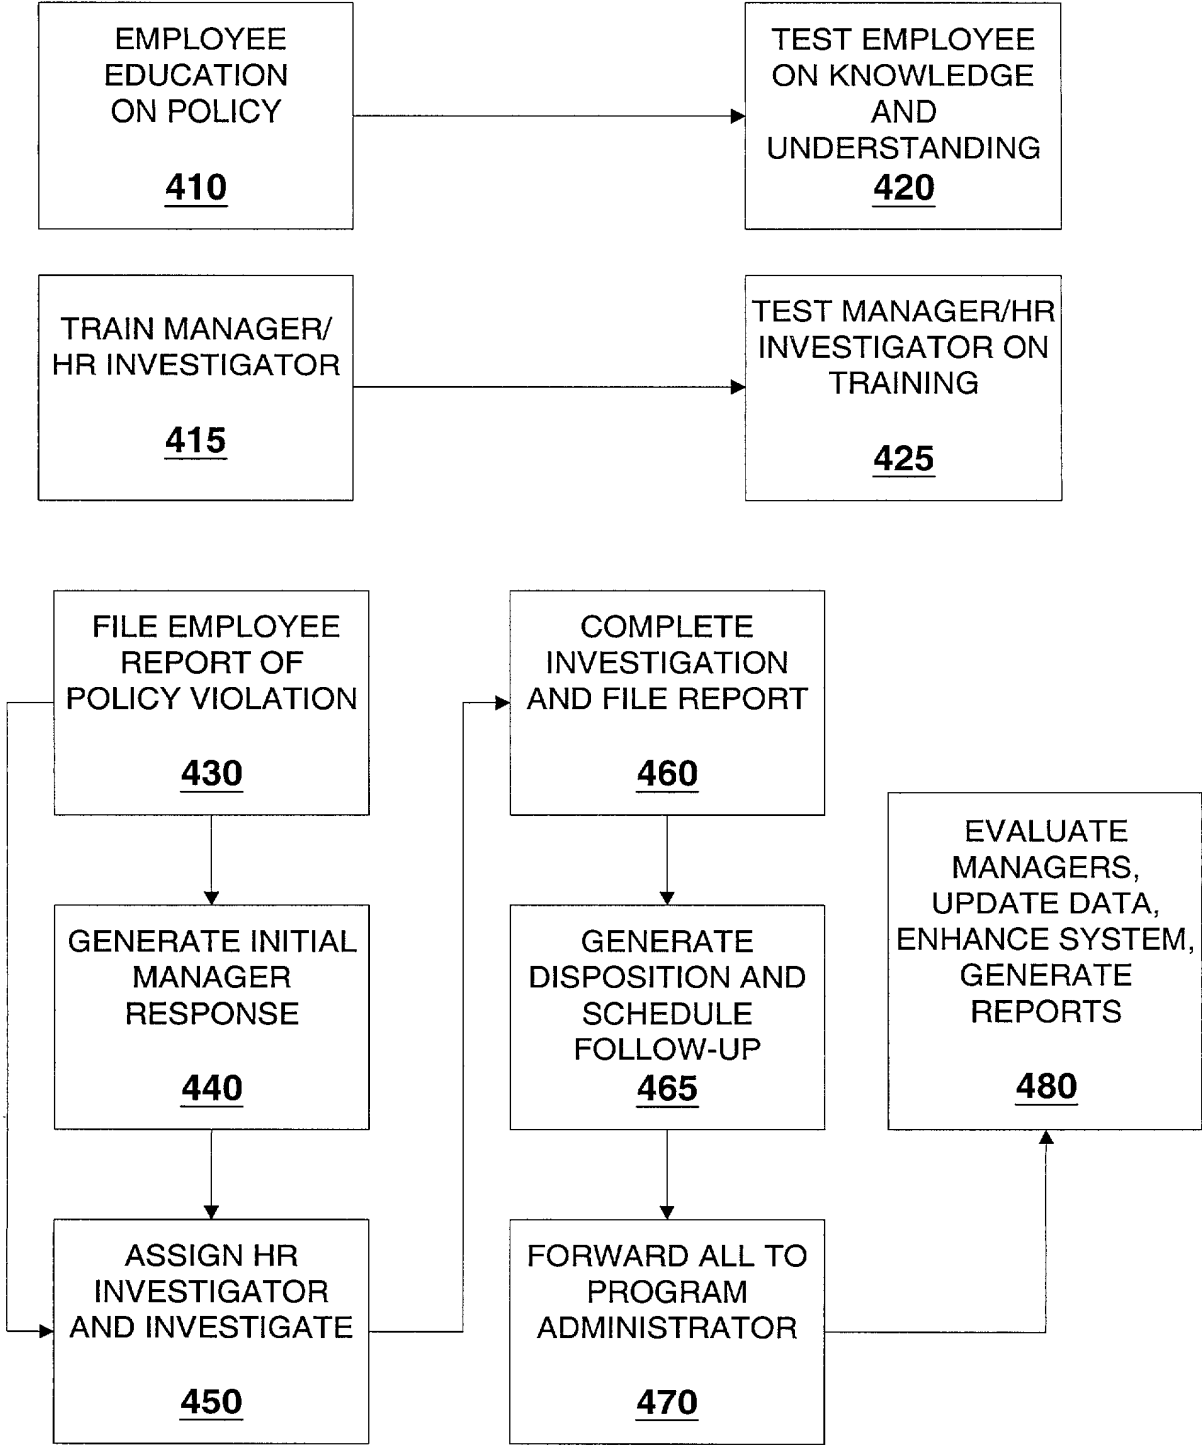 EMPLOYEE
EDUCATION
ON POLICY
410
TEST EMPLOYEE
ON KNOWLEDGE
AND
UNDERSTANDING
420
TRAIN MANAGER/
HR INVESTIGATOR
415
TEST MANAGER/HR
INVESTIGATOR ON
TRAINING
425
FILE EMPLOYEE
REPORT OF
POLICY VIOLATION
430
GENERATE INITIAL
MANAGER
RESPONSE
440
ASSIGN HR
INVESTIGATOR
AND INVESTIGATE
450
COMPLETE
INVESTIGATION
AND FILE REPORT
460
GENERATE
DISPOSITION AND
SCHEDULE
FOLLOW-UP
465
FORWARD ALL TO
PROGRAM
ADMINISTRATOR
470
EVALUATE
MANAGERS,
UPDATE DATA,
ENHANCE SYSTEM,
GENERATE
REPORTS
480